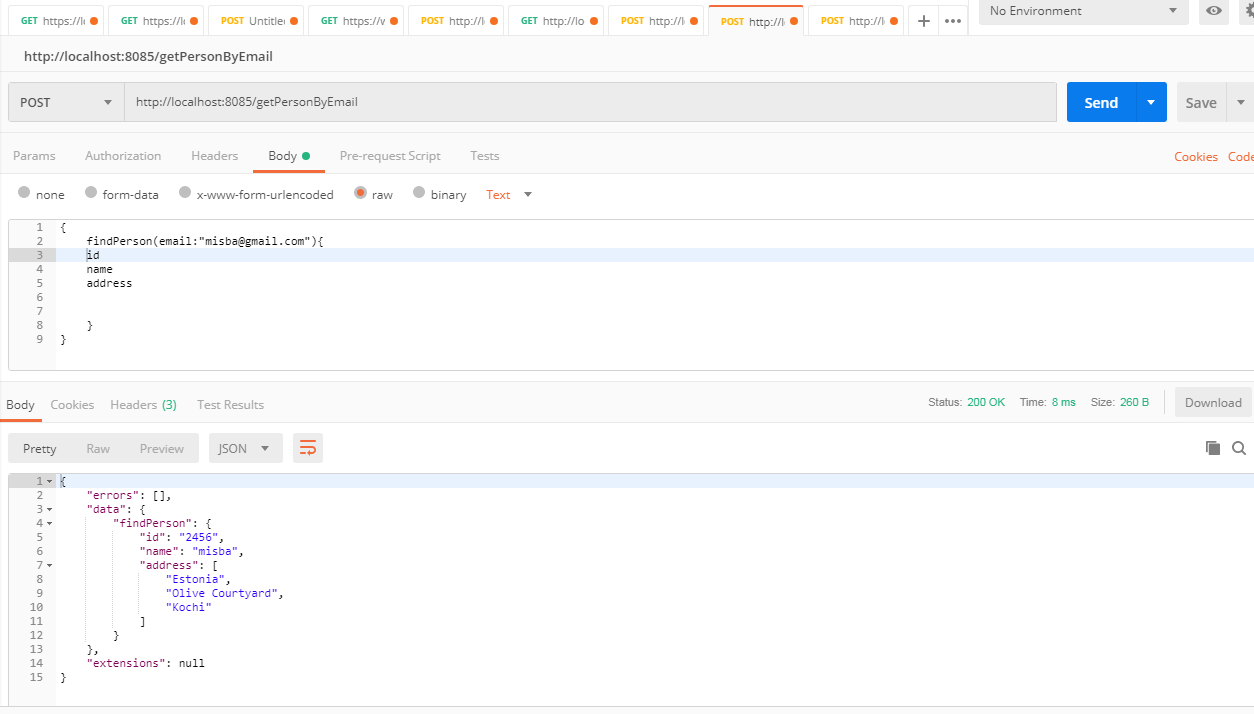 GET https://l POST Untitle GET https://v POST http://l GET http://lo POST http://l POST http://l POST http://l + ••• No Environment
http://localhost:8085/getPersonByEmail
POST http://localhost:8085/getPersonByEmail Send Save
Params Authorization Headers Body Pre-request Script Tests Cookies Code
none form-data x-www-form-urlencoded raw binary Text
1 {
2 findPerson(email:"misba@gmail.com"){
3 id
4 name
5 address
6
7
8 }
9 }
Body Cookies Headers (3) Test Results Status: 200 OK Time: 8 ms Size: 260 B Download
Pretty Raw Preview JSON
1 {
2 "errors": [],
3 "data": {
4 "findPerson": {
5 "id": "2456",
6 "name": "misba",
7 "address": [
8 "Estonia",
9 "Olive Courtyard",
10 "Kochi"
11 ]
12 }
13 },
14 "extensions": null
15 }